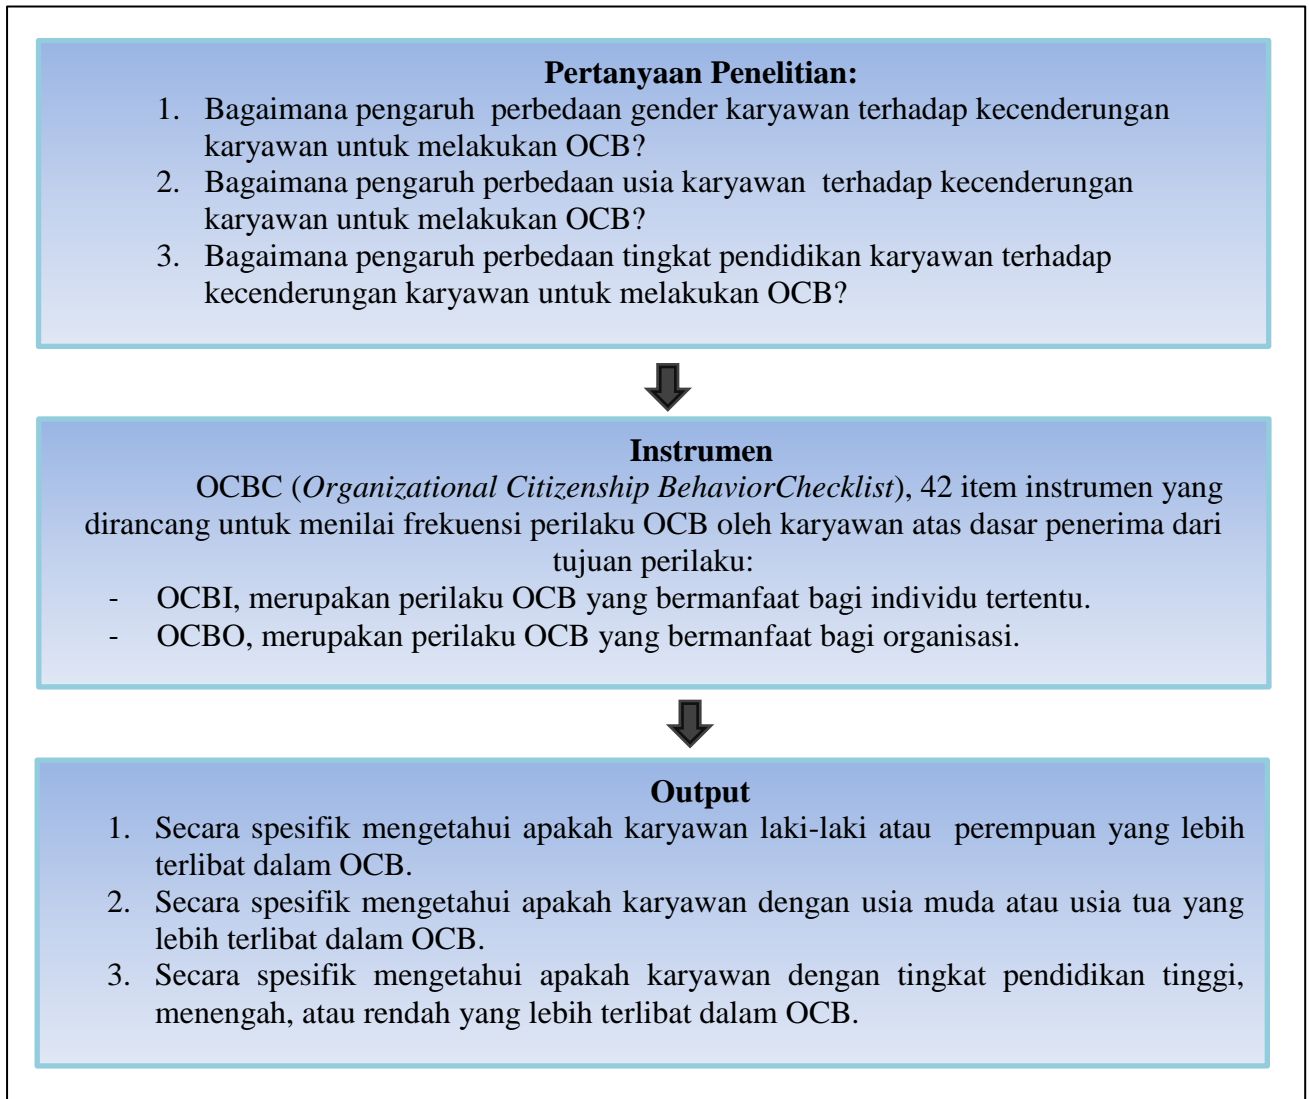 Pertanyaan Penelitian:
1. Bagaimana pengaruh perbedaan gender karyawan terhadap kecenderungan
karyawan untuk melakukan OCB?
2. Bagaimana pengaruh perbedaan usia karyawan terhadap kecenderungan
karyawan untuk melakukan OCB?
3. Bagaimana pengaruh perbedaan tingkat pendidikan karyawan terhadap
kecenderungan karyawan untuk melakukan OCB?
Instrumen
OCBC (Organizational Citizenship BehaviorChecklist), 42 item instrumen yang
dirancang untuk menilai frekuensi perilaku OCB oleh karyawan atas dasar penerima dari
tujuan perilaku:
- OCBI, merupakan perilaku OCB yang bermanfaat bagi individu tertentu.
- OCBO, merupakan perilaku OCB yang bermanfaat bagi organisasi.
Output
1. Secara spesifik mengetahui apakah karyawan laki-laki atau perempuan yang lebih
terlibat dalam OCB.
2. Secara spesifik mengetahui apakah karyawan dengan usia muda atau usia tua yang
lebih terlibat dalam OCB.
3. Secara spesifik mengetahui apakah karyawan dengan tingkat pendidikan tinggi,
menengah, atau rendah yang lebih terlibat dalam OCB.